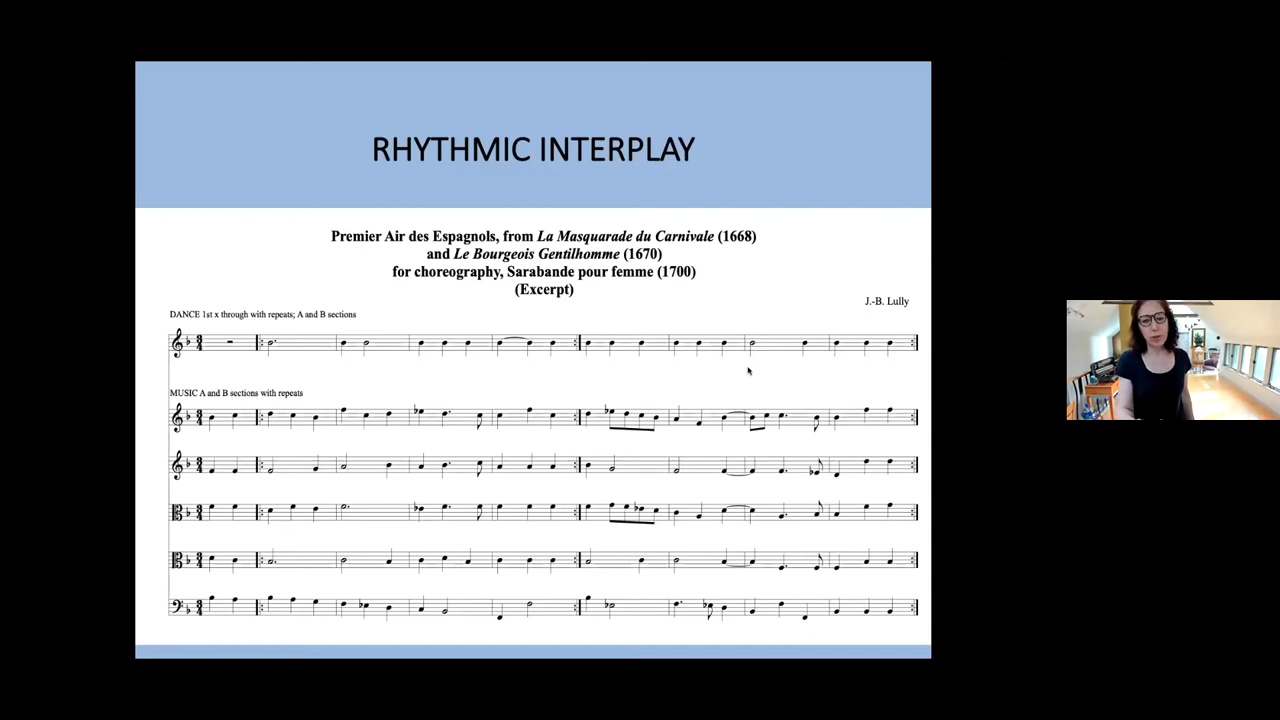 RHYTHMIC INTERPLAY
Premier Air des Espagnols, from La Masquarade du Carnivale (1668)
and Le Bourgeois Gentilhomme (1670)
for choreography, Sarabande pour femme (1700)
(Excerpt)
J.-B. Lully
DANCE 1st x through with repeats; A and B sections
MUSIC A and B sections with repeats